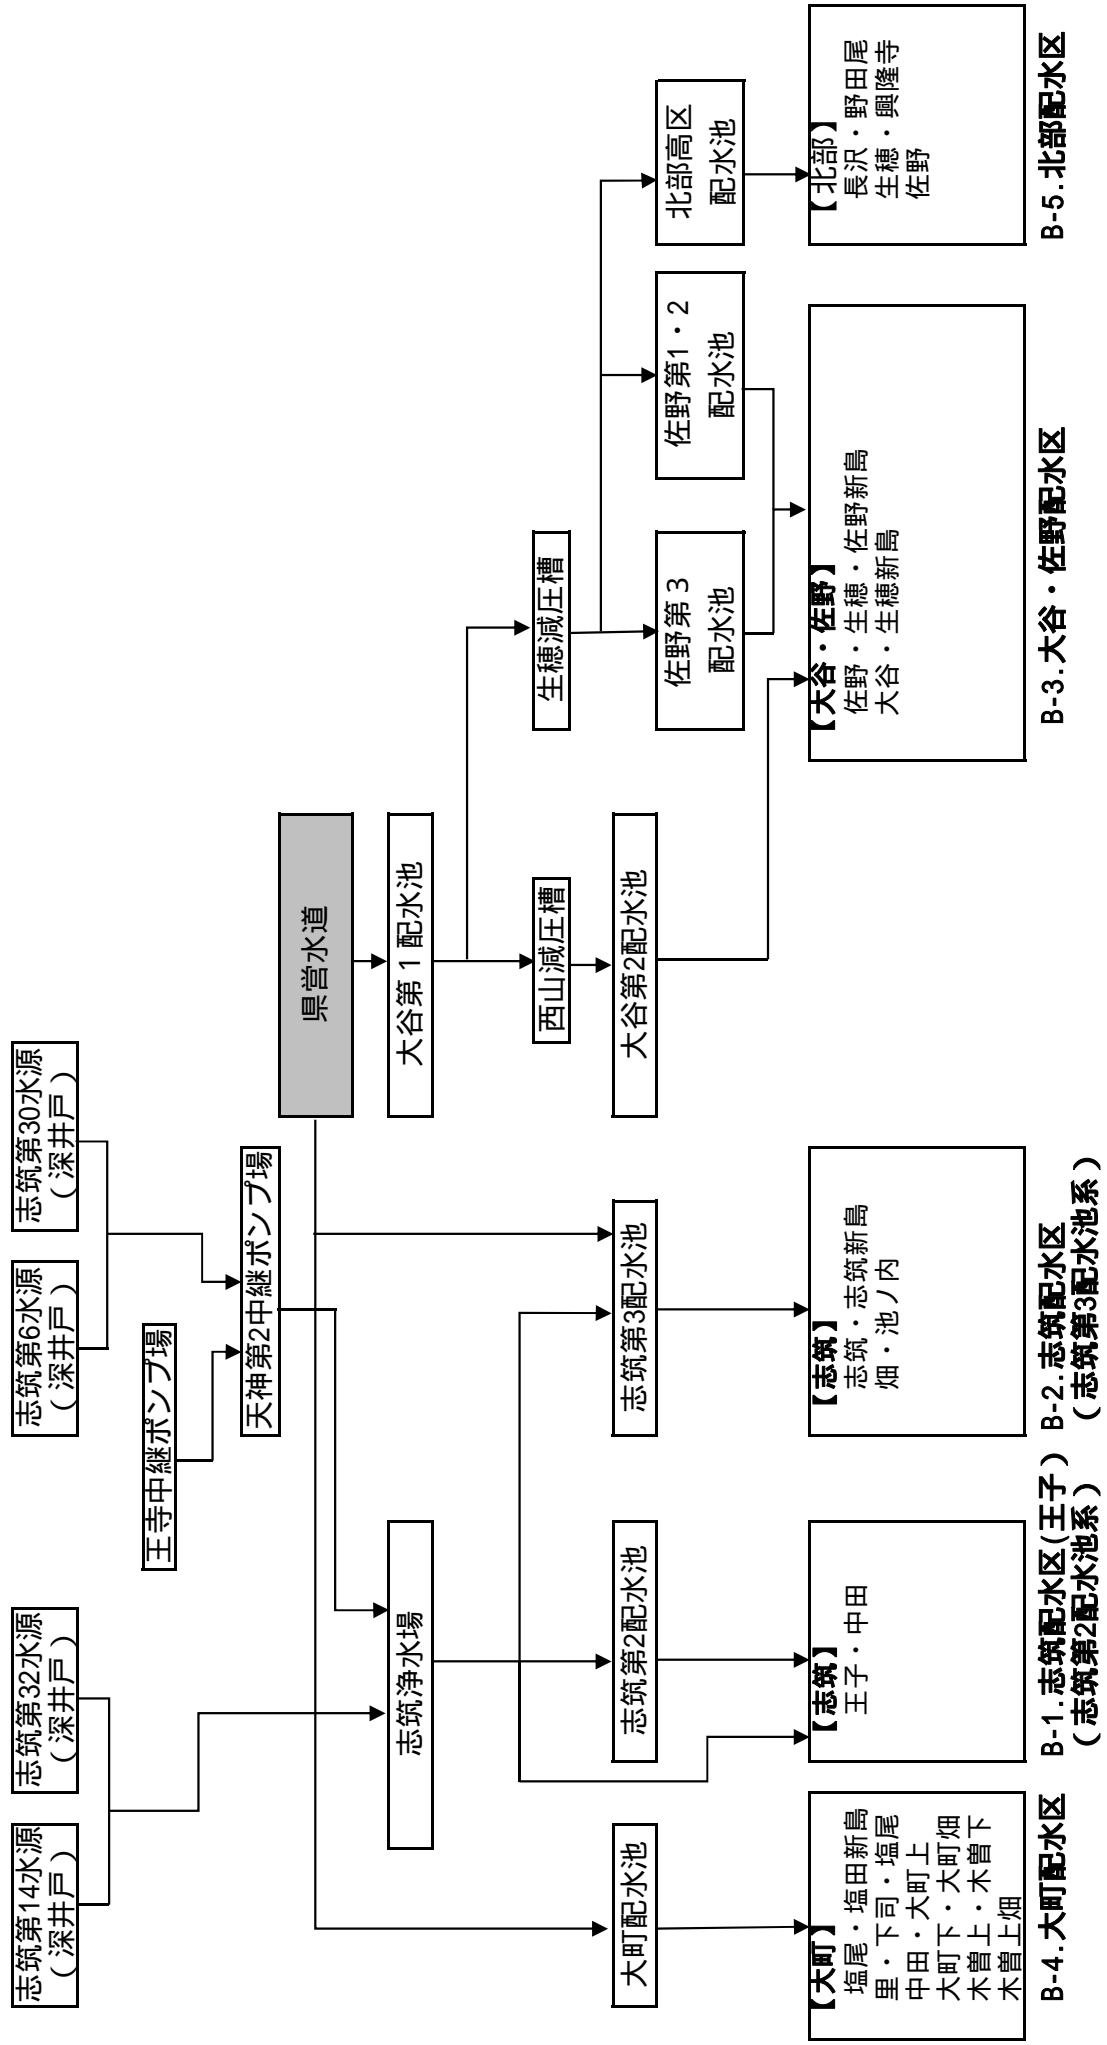 志筑第14水源
（深井戸）
志筑第32水源
（深井戸）
志筑第6水源
（深井戸）
志筑第30水源
（深井戸）
王寺中継ポンプ場
天神第2中継ポンプ場
県営水道
志筑浄水場
大谷第１配水池
西山減圧槽
生穂減圧槽
大町配水池
志筑第2配水池
志筑第3配水池
大谷第2配水池
佐野第３
配水池
佐野第1・2
配水池
北部高区
配水池
【大町】
塩尾・塩田新島
里・下司・塩尾
中田・大町上
大町下・大町畑
木曽上・木曽下
木曽上畑
【志筑】
王子・中田
【志筑】
志筑・志筑新島
畑・池ノ内
【大谷・佐野】
佐野・生穂・佐野新島
大谷・生穂新島
【北部】
長沢・野田尾
生穂・興隆寺
佐野
B-4.大町配水区
B-1.志筑配水区(王子)
（志筑第2配水池系）
B-2.志筑配水区
（志筑第3配水池系）
B-3.大谷・佐野配水区
B-5.北部配水区